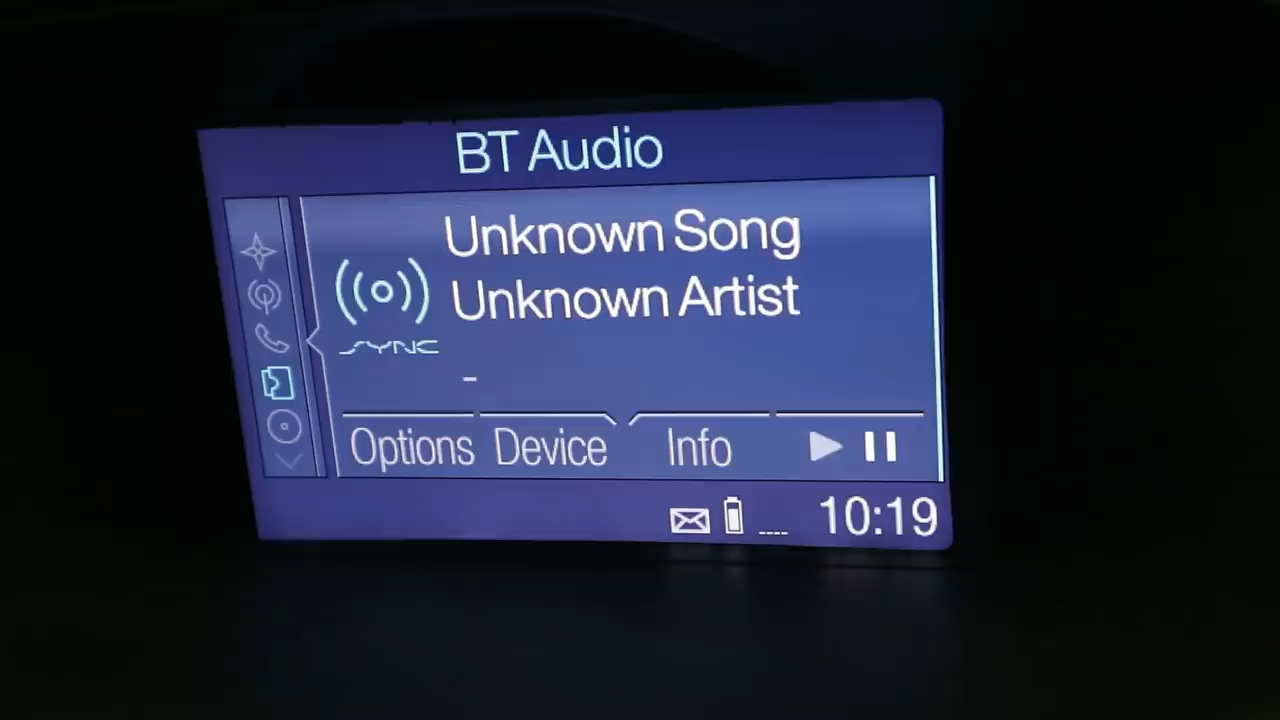 BT Audio
Unknown Song
Unknown Artist
SYNC
-
Options Device Info
10:19